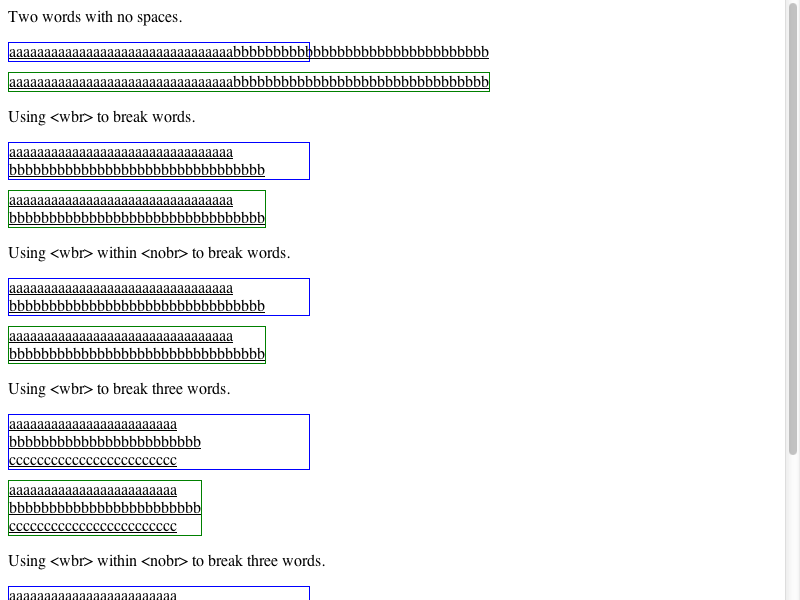 Two words with no spaces.
aaaaaaaaaaaaaaaaaaaaaaaaaaaaaaaabbbbbbbbbbbbbbbbbbbbbbbbbbbbbbbb
aaaaaaaaaaaaaaaaaaaaaaaaaaaaaaaabbbbbbbbbbbbbbbbbbbbbbbbbbbbbbbb
Using <wbr> to break words.
aaaaaaaaaaaaaaaaaaaaaaaaaaaaaaaa
bbbbbbbbbbbbbbbbbbbbbbbbbbbbbbbb
aaaaaaaaaaaaaaaaaaaaaaaaaaaaaaaa
bbbbbbbbbbbbbbbbbbbbbbbbbbbbbbbb
Using <wbr> within <nobr> to break words.
aaaaaaaaaaaaaaaaaaaaaaaaaaaaaaaa
bbbbbbbbbbbbbbbbbbbbbbbbbbbbbbbb
aaaaaaaaaaaaaaaaaaaaaaaaaaaaaaaa
bbbbbbbbbbbbbbbbbbbbbbbbbbbbbbbb
Using <wbr> to break three words.
aaaaaaaaaaaaaaaaaaaaaaaa
bbbbbbbbbbbbbbbbbbbbbbbb
cccccccccccccccccccccccc
aaaaaaaaaaaaaaaaaaaaaaaa
bbbbbbbbbbbbbbbbbbbbbbbb
cccccccccccccccccccccccc
Using <wbr> within <nobr> to break three words.
aaaaaaaaaaaaaaaaaaaaaaaa